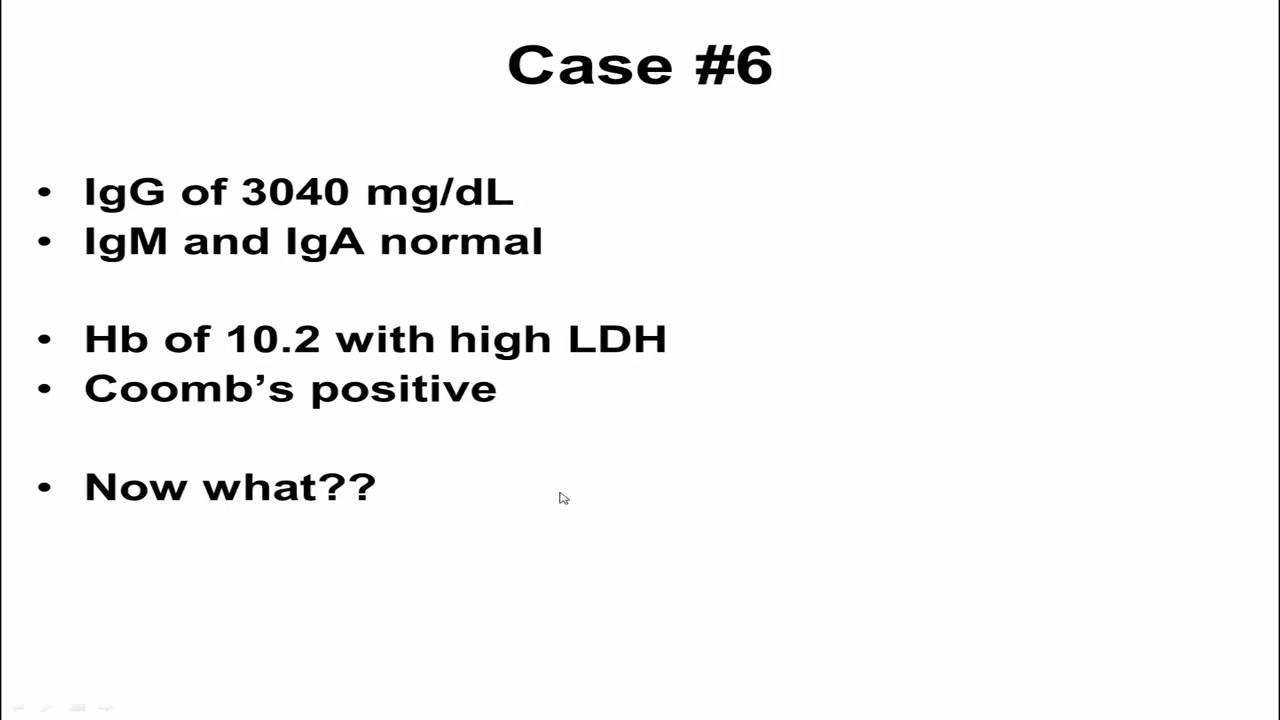 Case #6
• IgG of 3040 mg/dL
• IgM and IgA normal
• Hb of 10.2 with high LDH
• Coomb’s positive
• Now what??